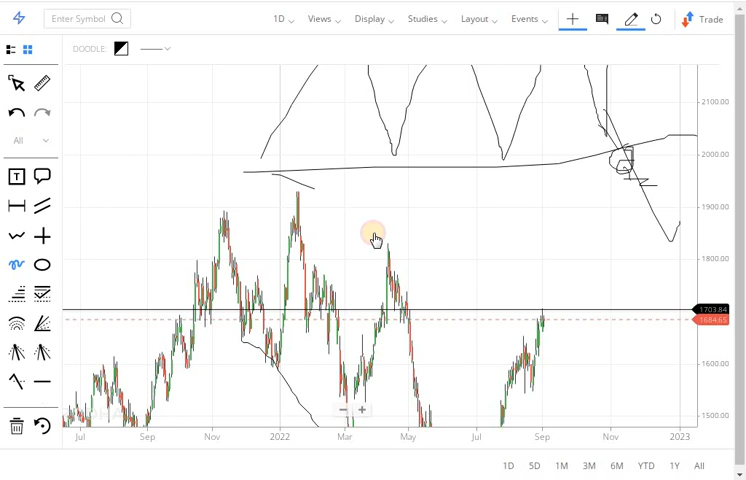 Enter Symbol
1D
Views
Display
Studies
Layout
Events
Trade
DOODLE:
All
T
2100.00
2000.00
1900.00
1800.00
1703.84
1684.65
1600.00
1500.00
Jul
Sep
Nov
2022
Mar
May
Jul
Sep
Nov
2023
1D
5D
1M
3M
6M
YTD
1Y
All